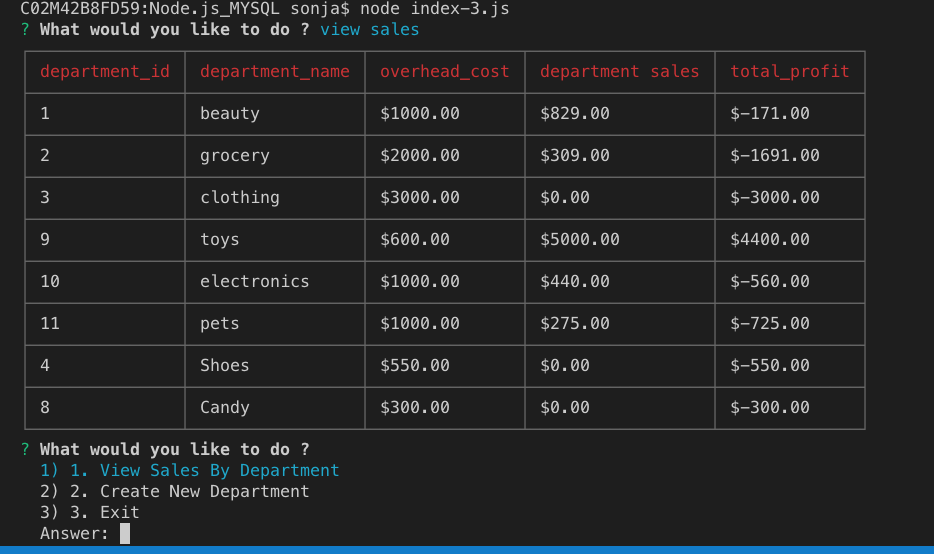 C02M42B8FD59:Node.js_MYSQL sonja$ node index-3.js
? What would you like to do ? view sales
department_id department_name overhead_cost department sales total_profit
1 beauty $1000.00 $829.00 $-171.00
2 grocery $2000.00 $309.00 $-1691.00
3 clothing $3000.00 $0.00 $-3000.00
9 toys $600.00 $5000.00 $4400.00
10 electronics $1000.00 $440.00 $-560.00
11 pets $1000.00 $275.00 $-725.00
4 Shoes $550.00 $0.00 $-550.00
8 Candy $300.00 $0.00 $-300.00
? What would you like to do ?
1) 1. View Sales By Department
2) 2. Create New Department
3) 3. Exit
Answer: